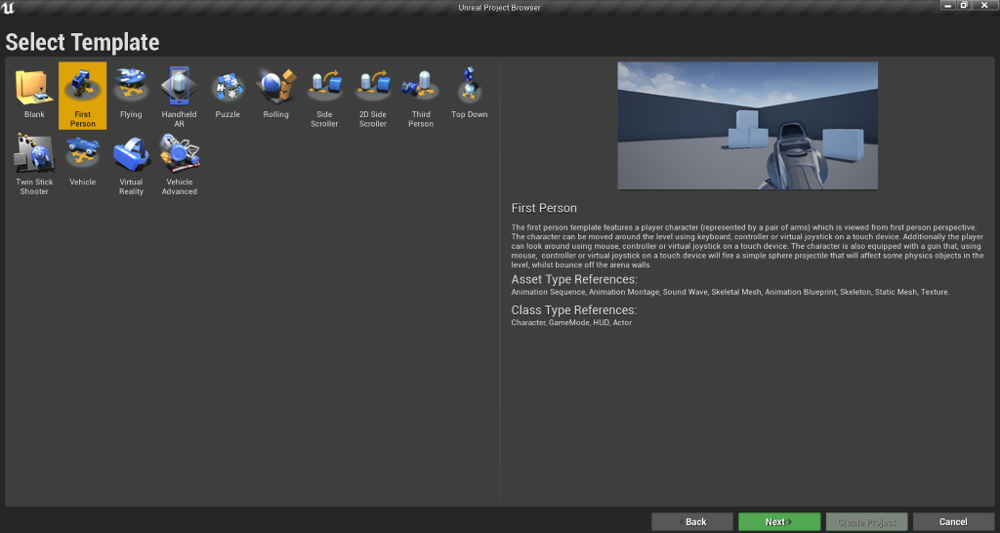 Unreal Project Browser
Select Template
Blank
First
Person
Flying
Handheld
AR
Puzzle
Rolling
Side
Scroller
2D Side
Scroller
Third
Person
Top Down
Twin Stick
Shooter
Vehicle
Virtual
Reality
Vehicle
Advanced
First Person
The first person template features a player character (represented by a pair of arms) which is viewed from first person perspective.
The character can be moved around the level using keyboard, controller or virtual joystick on a touch device. Additionally the player
can look around using mouse, controller or virtual joystick on a touch device. The character is also equipped with a gun that, using
mouse,  controller or virtual joystick on a touch device will fire a simple sphere projectile that will affect some physics objects in the
level, whilst bounce off the arena walls.
Asset Type References:
Animation Sequence, Animation Montage, Sound Wave, Skeletal Mesh, Animation Blueprint, Skeleton, Static Mesh, Texture.
Class Type References:
Character, GameMode, HUD, Actor
< Back
Next >
Create Project
Cancel